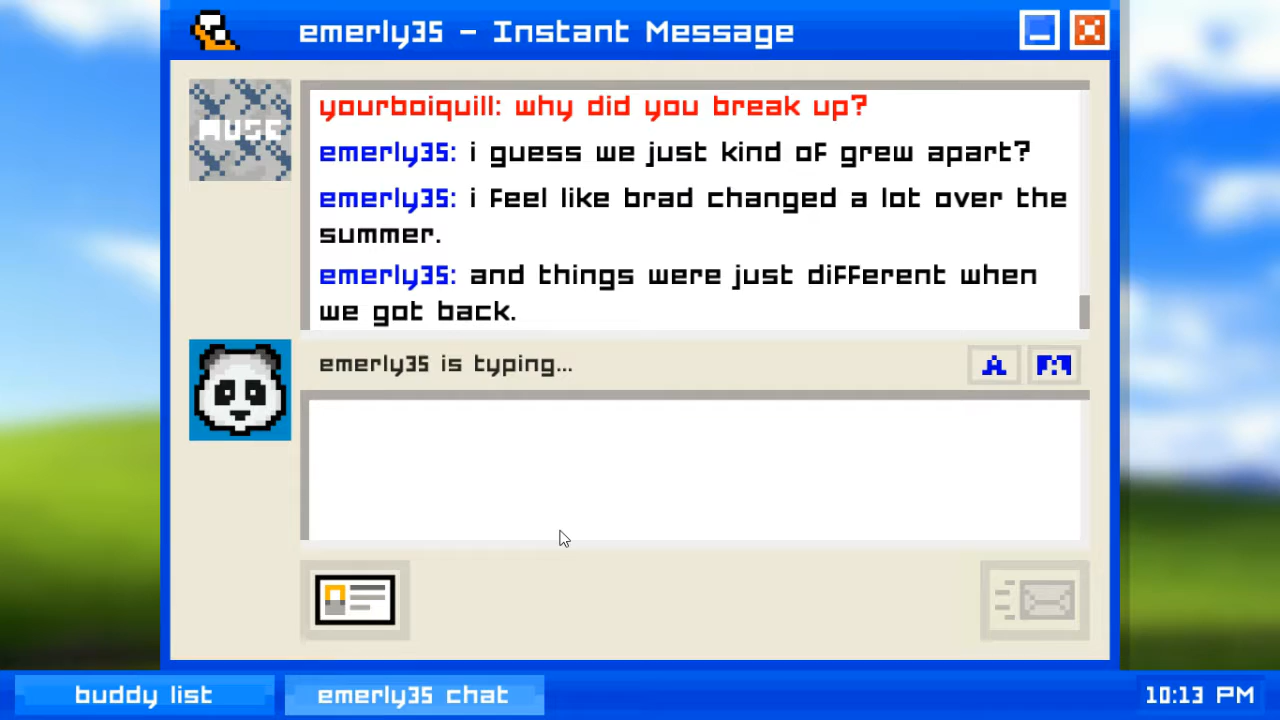 emerly35 - Instant Message
MUSE
yourboiquill: why did you break up?
emerly35: i guess we just kind of grew apart?
emerly35: i feel like brad changed a lot over the
summer.
emerly35: and things were just different when
we got back.
emerly35 is typing...
A
buddy list
emerly35 chat
10:13 PM